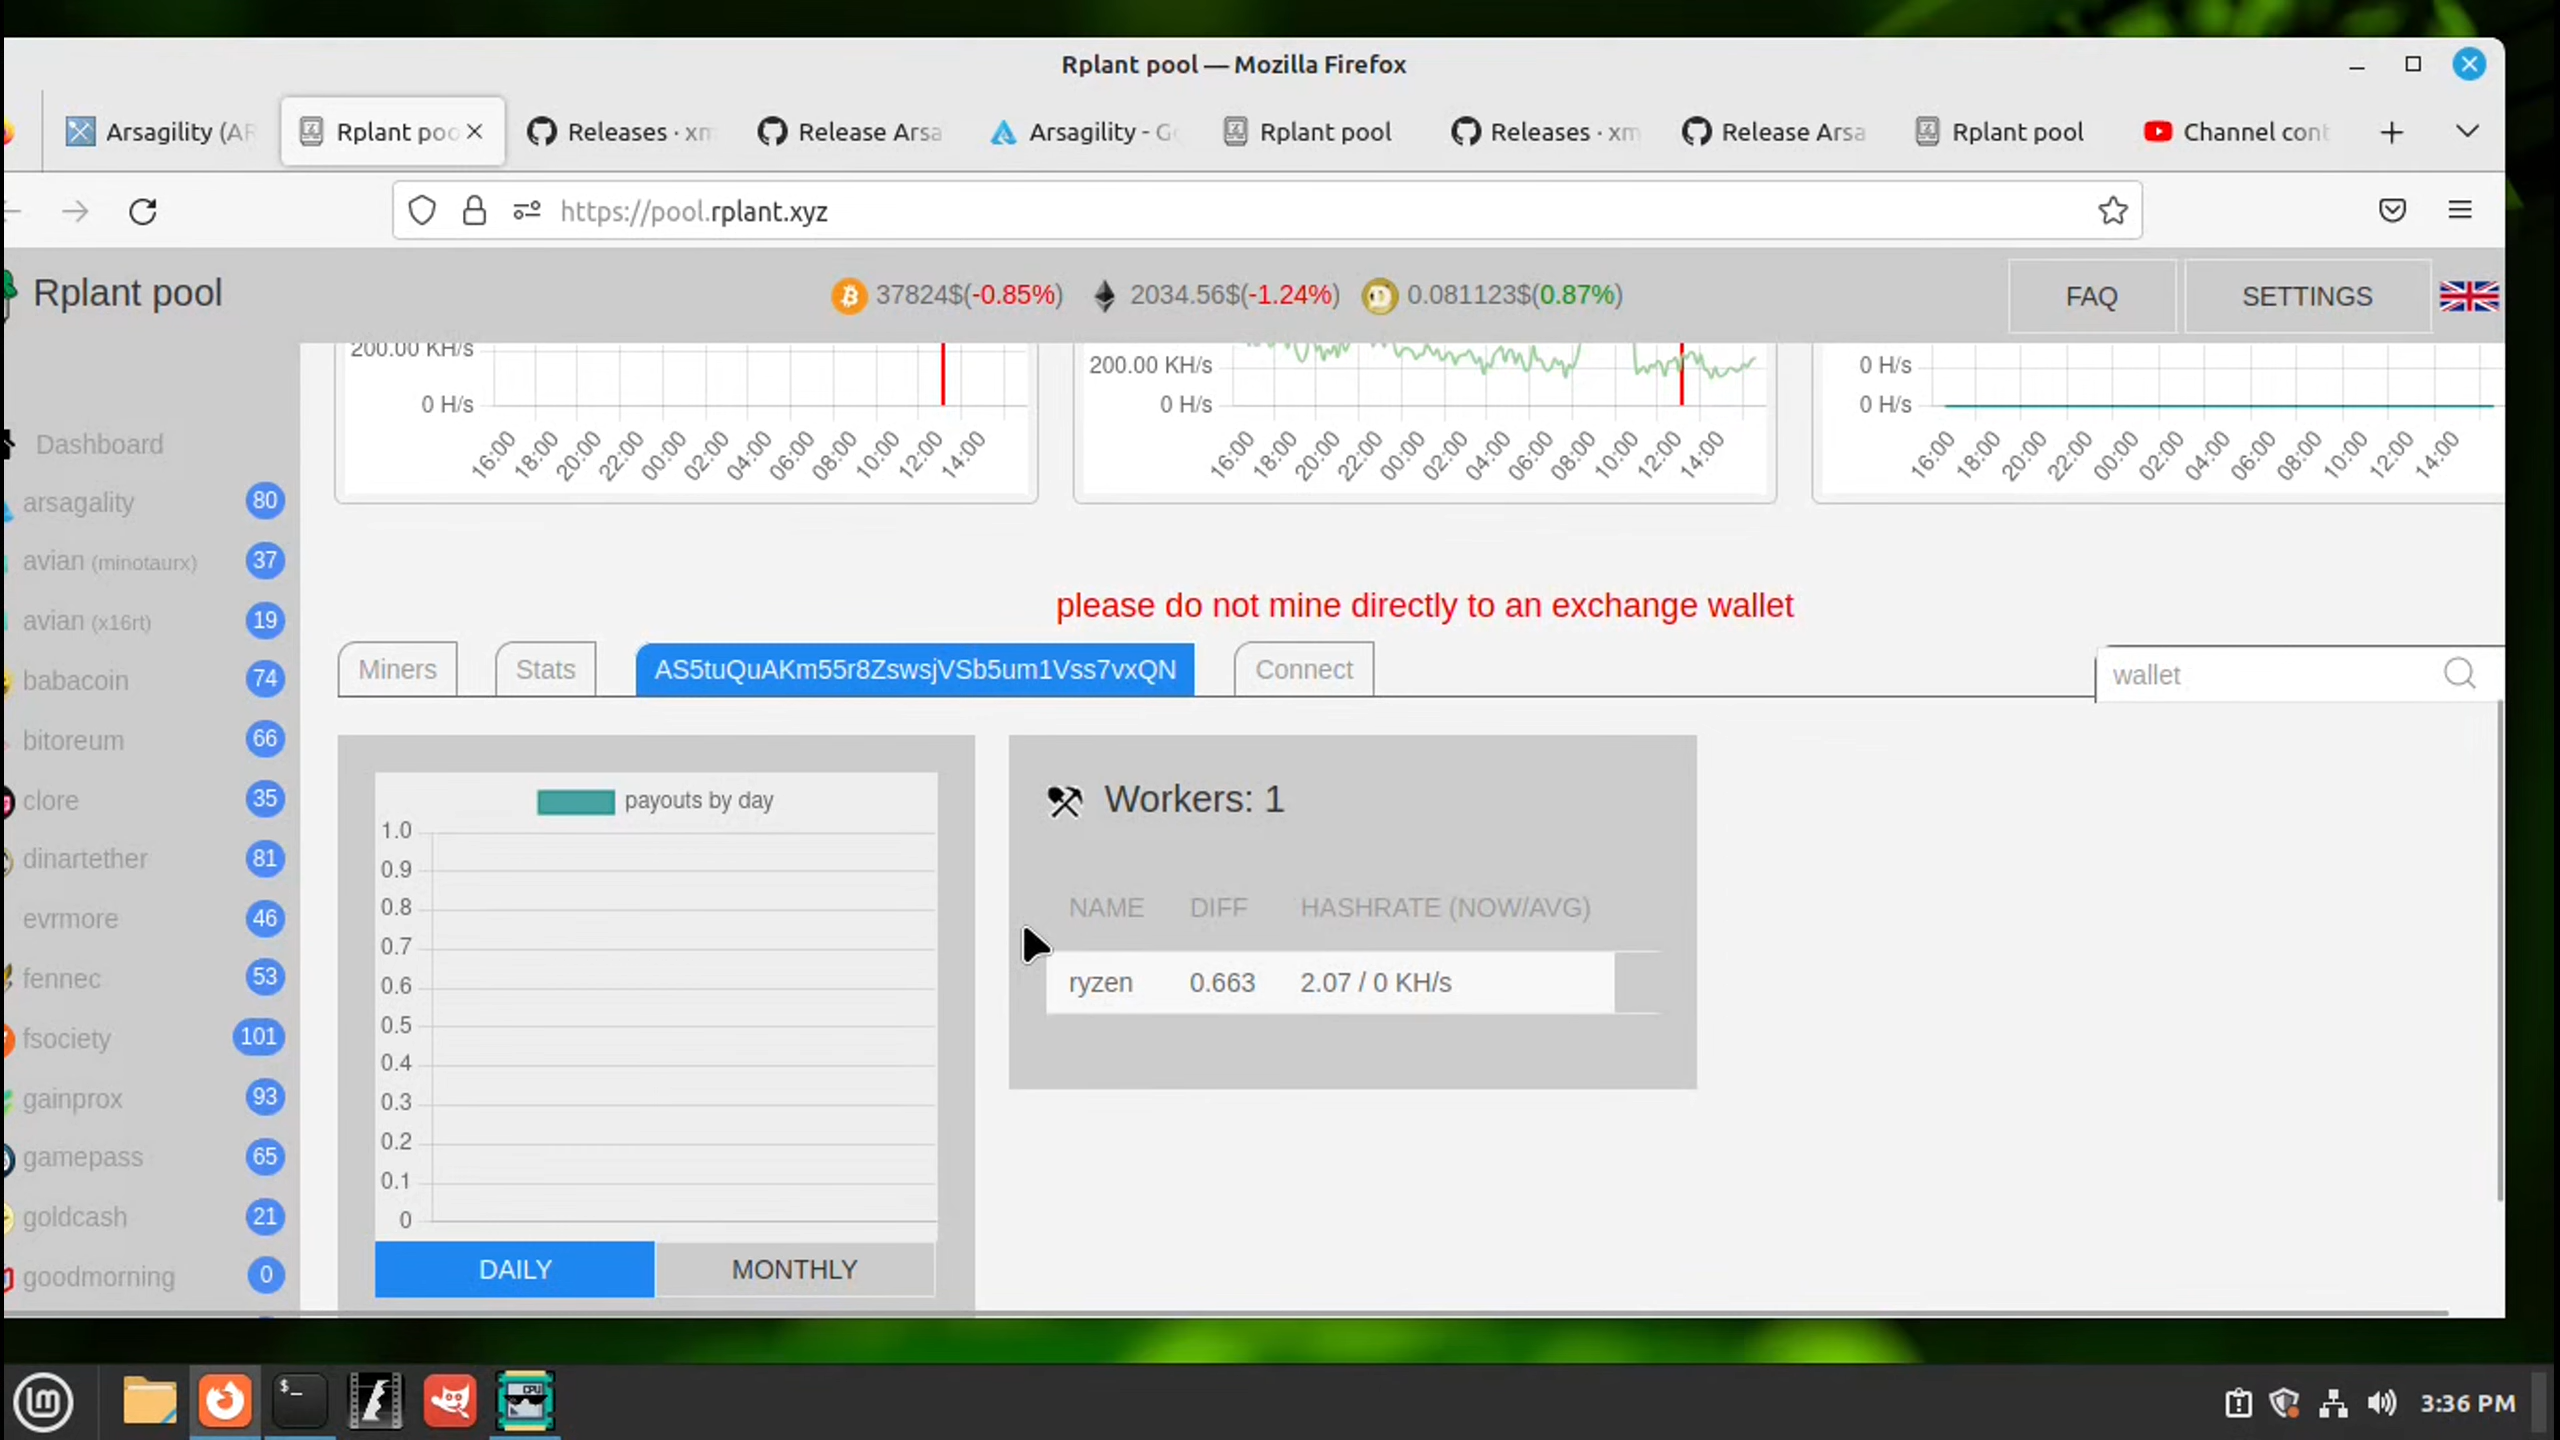 Rplant pool — Mozilla Firefox
Arsagility (AR
Rplant poo
Releases · xm
Release Arsa
Arsagility - Go
Rplant pool
Releases · xm
Release Arsa
Rplant pool
Channel cont
https://pool.rplant.xyz
Rplant pool
37824$(-0.85%)
2034.56$(-1.24%)
0.081123$(0.87%)
FAQ
SETTINGS
Dashboard
arsagality 80
avian (minotaurx) 37
avian (x16rt) 19
babacoin 74
bitoreum 66
clore 35
dinartether 81
evrmore 46
fennec 53
fsociety 101
gainprox 93
gamepass 65
goldcash 21
goodmorning 0
200.00 KH/s
0 H/s
16:00 18:00 20:00 22:00 00:00 02:00 04:00 06:00 08:00 10:00 12:00 14:00
200.00 KH/s
0 H/s
16:00 18:00 20:00 22:00 00:00 02:00 04:00 06:00 08:00 10:00 12:00 14:00
0 H/s
0 H/s
16:00 18:00 20:00 22:00 00:00 02:00 04:00 06:00 08:00 10:00 12:00 14:00
please do not mine directly to an exchange wallet
Miners
Stats
AS5tuQuAKm55r8ZswsjVSb5um1Vss7vxQN
Connect
wallet
payouts by day
1.0
0.9
0.8
0.7
0.6
0.5
0.4
0.3
0.2
0.1
0
DAILY
MONTHLY
Workers: 1
NAME DIFF HASHRATE (NOW/AVG)
ryzen 0.663 2.07 / 0 KH/s
$_
CPU
3:36 PM